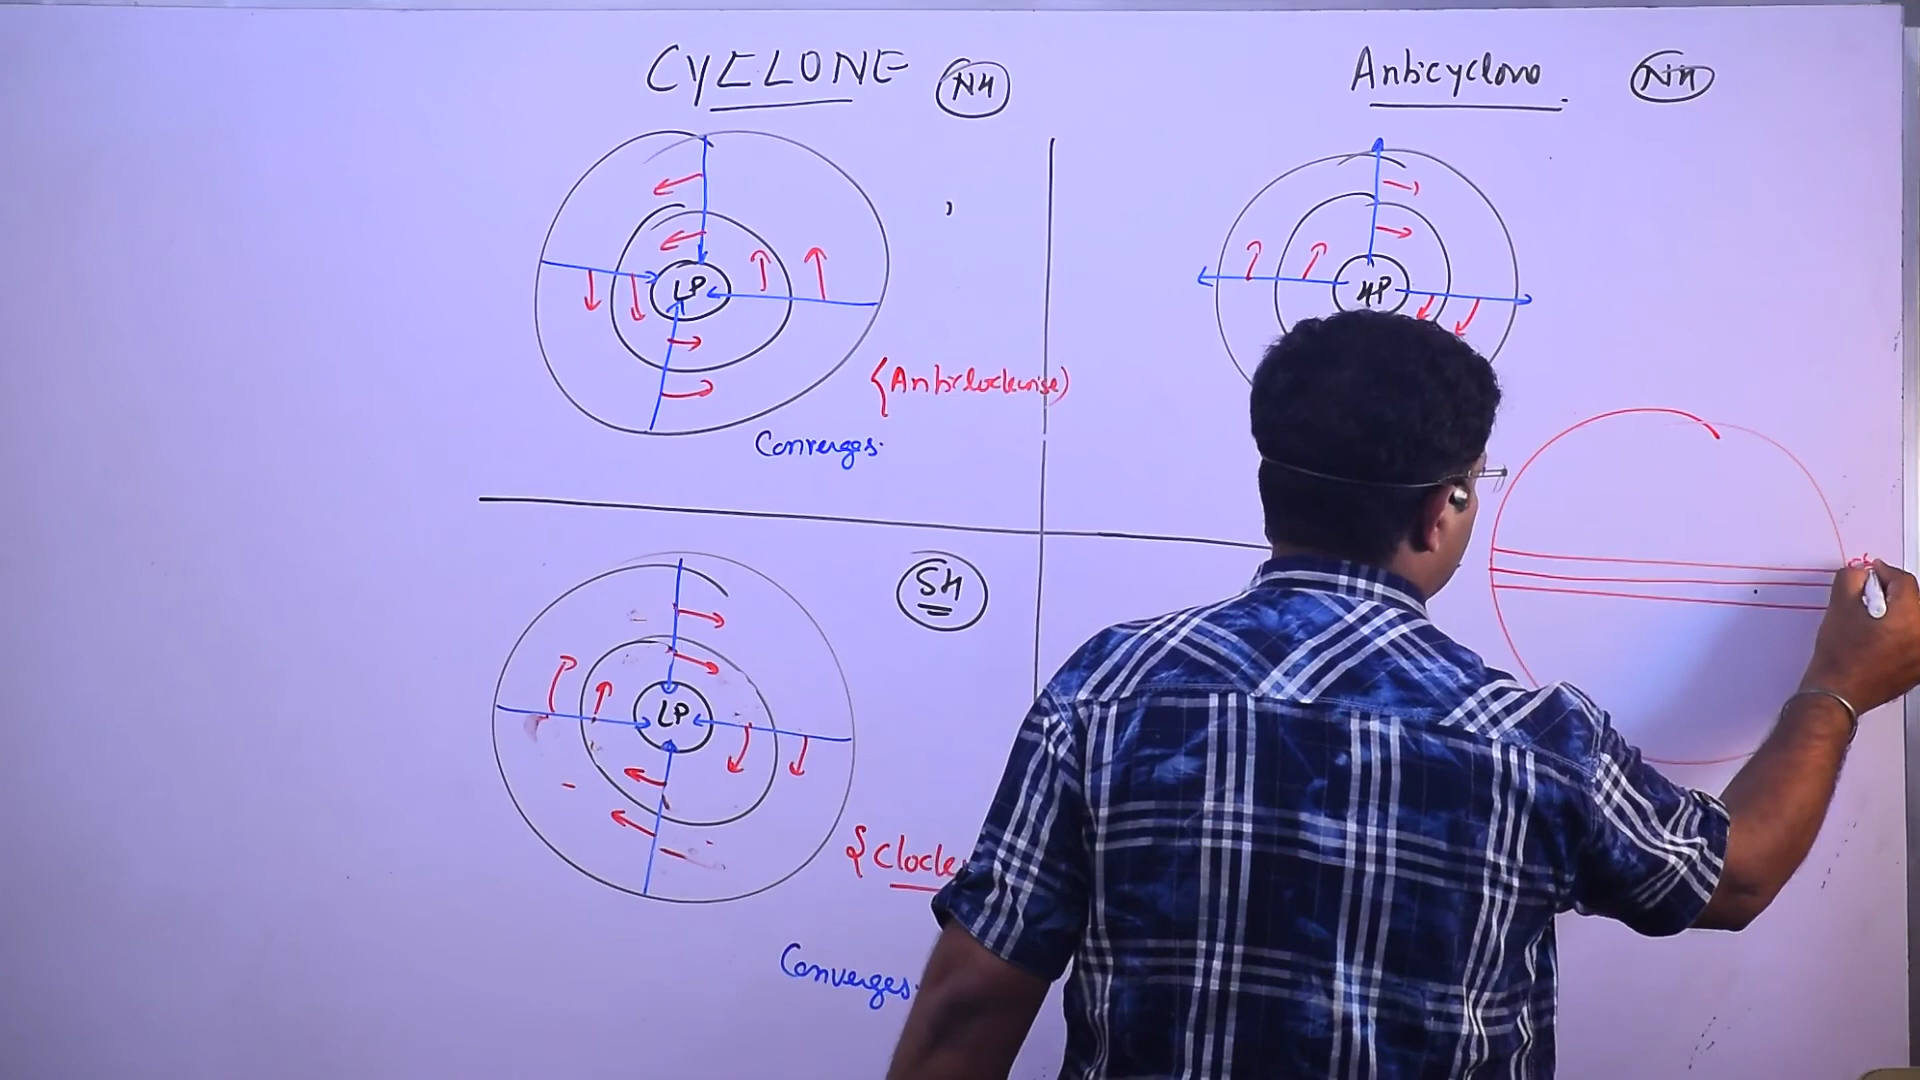 CYCLONE NH
Anticyclone. NH
LP
HP
{Anticlockwise)
Converges.
SH
LP
{Clock
Converges.